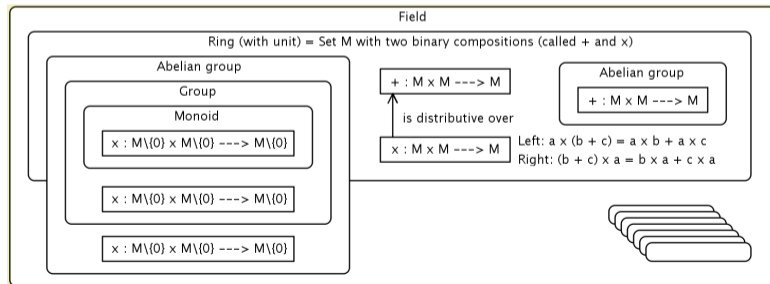 Field
Ring (with unit) = Set M with two binary compositions (called + and x)
Abelian group
Group
Monoid
x : M\{0} x M\{0} ---> M\{0}
x : M\{0} x M\{0} ---> M\{0}
x : M\{0} x M\{0} ---> M\{0}
+ : M x M ---> M
is distributive over
x : M x M ---> M
Left: a x (b + c) = a x b + a x c
Right: (b + c) x a = b x a + c x a
Abelian group
+ : M x M ---> M